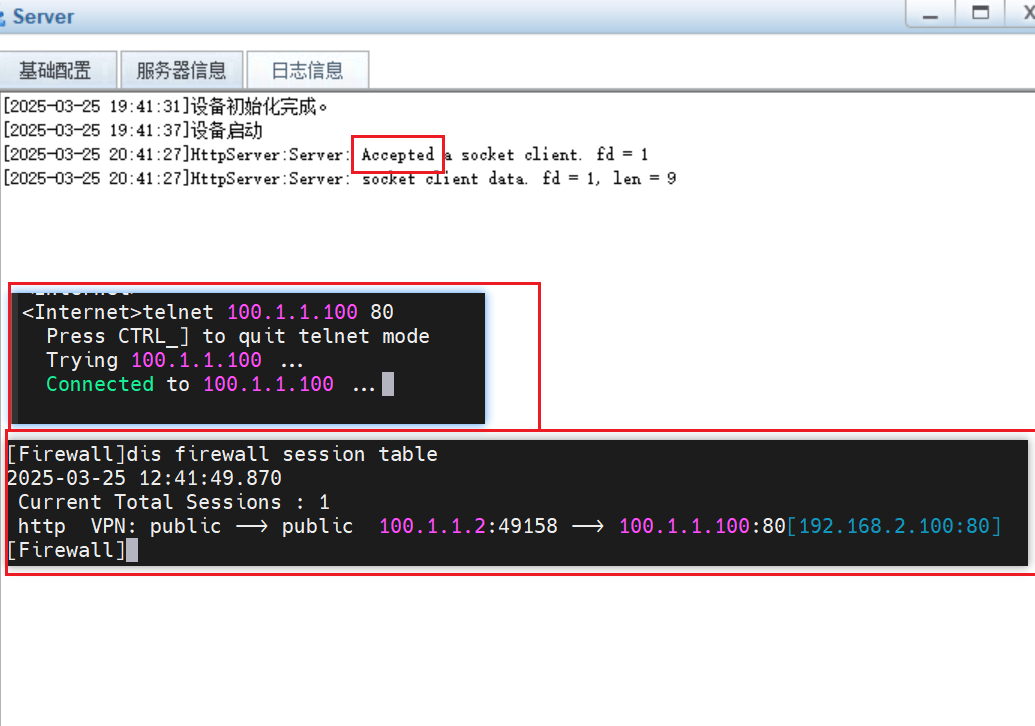 Server
基础配置 服务器信息 日志信息
[2025-03-25 19:41:31]设备初始化完成。
[2025-03-25 19:41:37]设备启动
[2025-03-25 20:41:27]HttpServer:Server: Accepted a socket client. fd = 1
[2025-03-25 20:41:27]HttpServer:Server: socket client data. fd = 1, len = 9
<Internet>
<Internet>telnet 100.1.1.100 80
Press CTRL_] to quit telnet mode
Trying 100.1.1.100 ...
Connected to 100.1.1.100 ...
[Firewall]dis firewall session table
2025-03-25 12:41:49.870
Current Total Sessions : 1
http VPN: public --> public 100.1.1.2:49158 --> 100.1.1.100:80[192.168.2.100:80]
[Firewall]